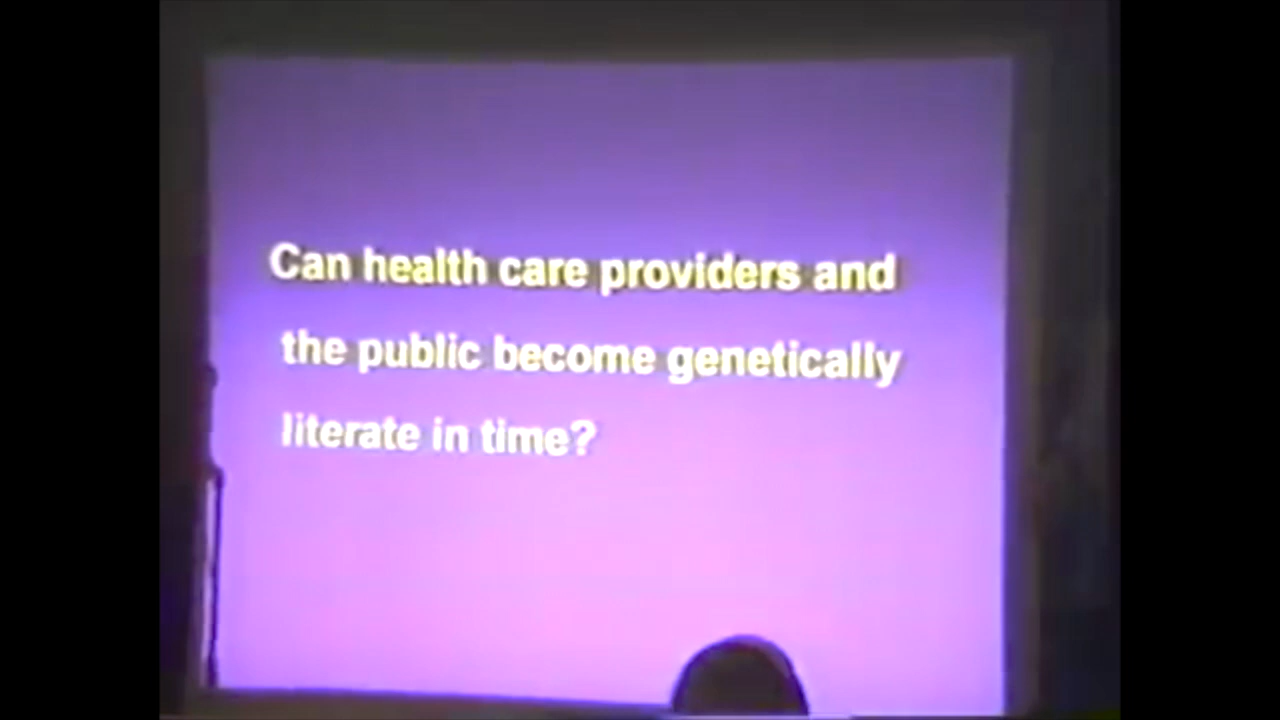 Can health care providers and
the public become genetically
literate in time?